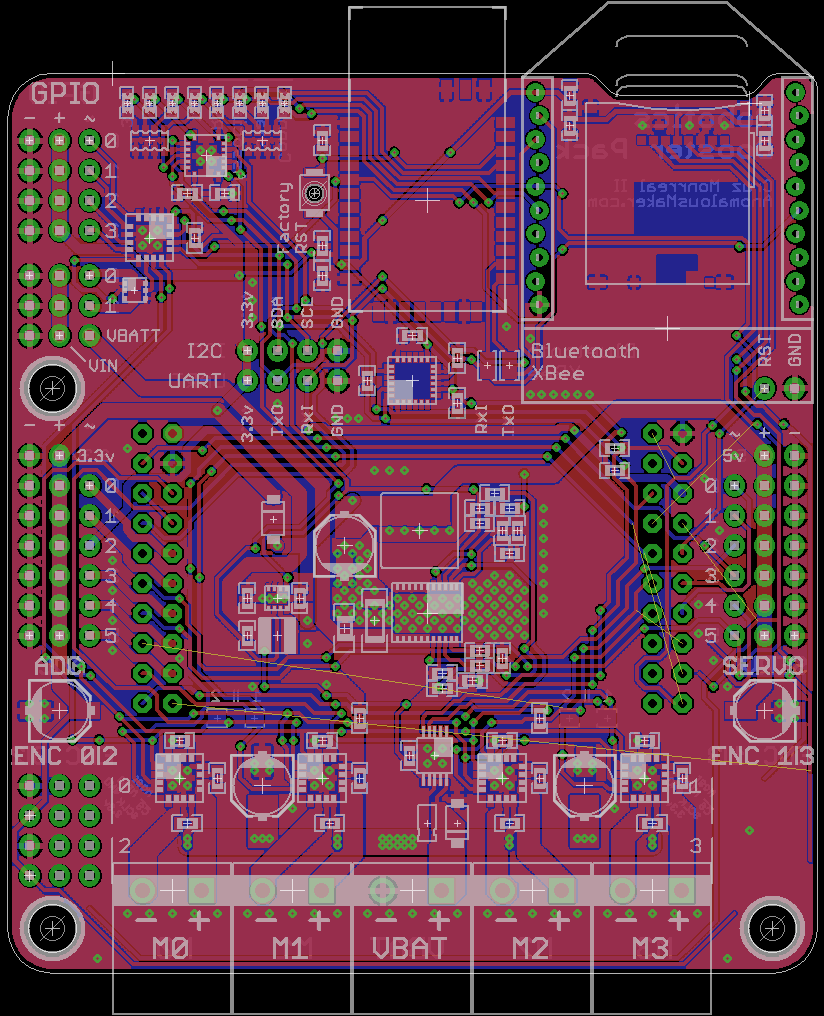 GPIO
- + ~
0
1
2
3
0
1
VBATT
VIN
Factory
RST
3.3v SDA SCL GND
I2C
UART
3.3v TxO RxI GND
RxI TxO
Bluetooth
XBee
RST GND
- + ~
3.3v
0
1
2
3
4
5
ADC
~ + -
5v
0
1
2
3
4
5
SERVO
ENC 0|2
ENC 1|3
0
1
2
3
- + - + - + - + - +
M0 M1 VBAT M2 M3